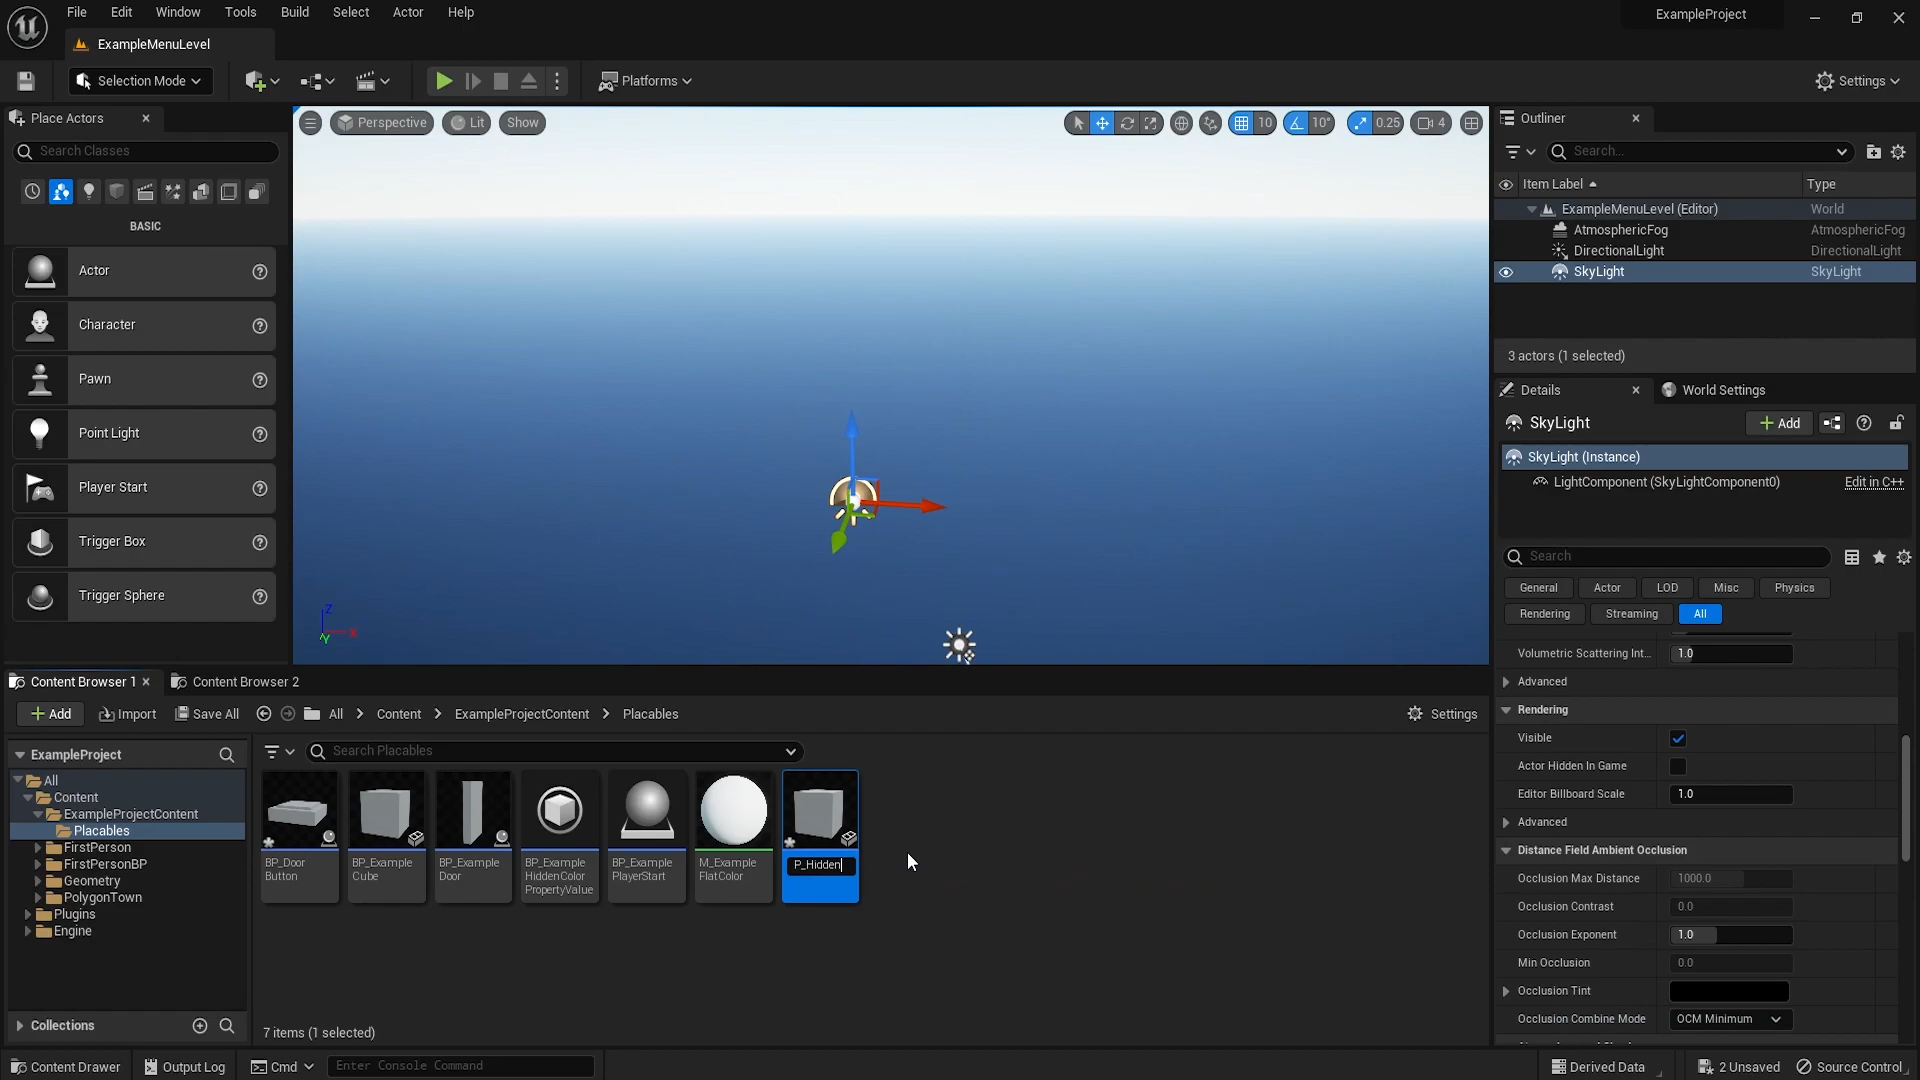 File Edit Window Tools Build Select Actor Help
ExampleProject
ExampleMenuLevel
Selection Mode
Platforms
Settings
Place Actors
Search Classes
BASIC
Actor
Character
Pawn
Point Light
Player Start
Trigger Box
Trigger Sphere
Perspective Lit Show
10 10° 0.25 4
Z
Y X
Outliner
Search...
Item Label Type
ExampleMenuLevel (Editor) World
AtmosphericFog AtmosphericFog
DirectionalLight DirectionalLight
SkyLight SkyLight
3 actors (1 selected)
Details World Settings
SkyLight
Add
SkyLight (Instance)
LightComponent (SkyLightComponent0) Edit in C++
Search
General Actor LOD Misc Physics
Rendering Streaming All
Volumetric Scattering Int... 1.0
Advanced
Rendering
Visible
Actor Hidden In Game
Editor Billboard Scale 1.0
Advanced
Distance Field Ambient Occlusion
Occlusion Max Distance 1000.0
Occlusion Contrast 0.0
Occlusion Exponent 1.0
Min Occlusion 0.0
Occlusion Tint
Occlusion Combine Mode OCM Minimum
Content Browser 1 Content Browser 2
Add Import Save All All Content ExampleProjectContent Placables Settings
ExampleProject
Search Placables
All
Content
ExampleProjectContent
Placables
FirstPerson
FirstPersonBP
Geometry
PolygonTown
Plugins
Engine
Collections
BP_Door
Button
BP_Example
Cube
BP_Example
Door
BP_Example
HiddenColor
PropertyValue
BP_Example
PlayerStart
M_Example
FlatColor
P_Hidden
7 items (1 selected)
Content Drawer Output Log Cmd Enter Console Command
Derived Data 2 Unsaved Source Control